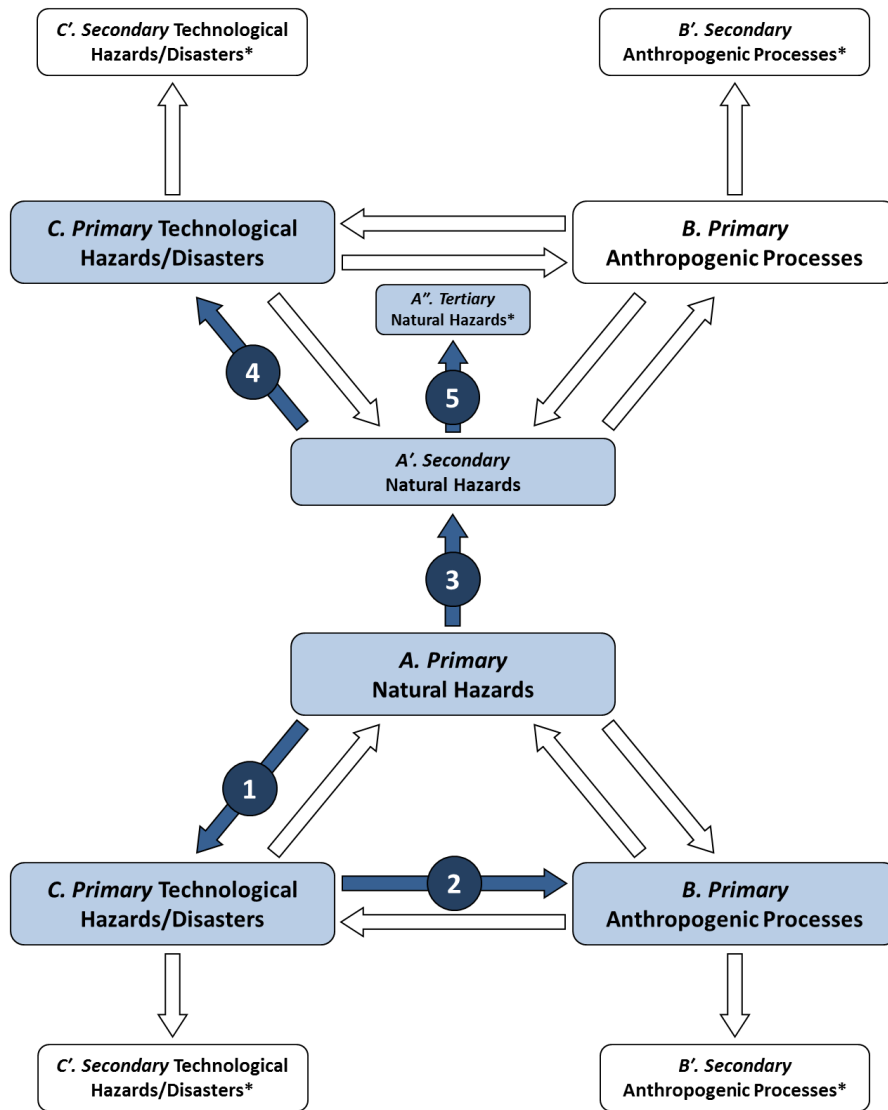 C′. Secondary Technological
Hazards/Disasters*
B′. Secondary
Anthropogenic Processes*
C. Primary Technological
Hazards/Disasters
B. Primary
Anthropogenic Processes
A″. Tertiary
Natural Hazards*
4
5
A′. Secondary
Natural Hazards
3
A. Primary
Natural Hazards
1
C. Primary Technological
Hazards/Disasters
2
B. Primary
Anthropogenic Processes
C′. Secondary Technological
Hazards/Disasters*
B′. Secondary
Anthropogenic Processes*